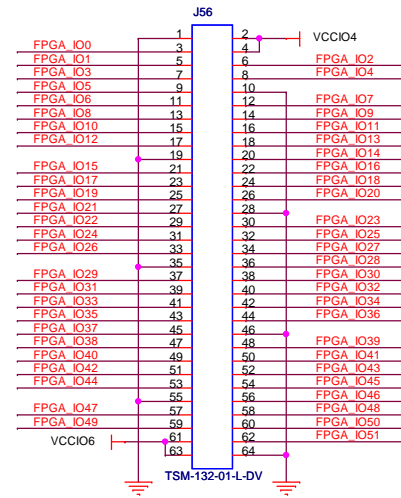 J56
1 2 VCCIO4
FPGA_IO0 3 4
FPGA_IO1 5 6 FPGA_IO2
FPGA_IO3 7 8 FPGA_IO4
FPGA_IO5 9 10
FPGA_IO6 11 12 FPGA_IO7
FPGA_IO8 13 14 FPGA_IO9
FPGA_IO10 15 16 FPGA_IO11
FPGA_IO12 17 18 FPGA_IO13
19 20 FPGA_IO14
FPGA_IO15 21 22 FPGA_IO16
FPGA_IO17 23 24 FPGA_IO18
FPGA_IO19 25 26 FPGA_IO20
FPGA_IO21 27 28
FPGA_IO22 29 30 FPGA_IO23
FPGA_IO24 31 32 FPGA_IO25
FPGA_IO26 33 34 FPGA_IO27
35 36 FPGA_IO28
FPGA_IO29 37 38 FPGA_IO30
FPGA_IO31 39 40 FPGA_IO32
FPGA_IO33 41 42 FPGA_IO34
FPGA_IO35 43 44 FPGA_IO36
FPGA_IO37 45 46
FPGA_IO38 47 48 FPGA_IO39
FPGA_IO40 49 50 FPGA_IO41
FPGA_IO42 51 52 FPGA_IO43
FPGA_IO44 53 54 FPGA_IO45
55 56 FPGA_IO46
FPGA_IO47 57 58 FPGA_IO48
FPGA_IO49 59 60 FPGA_IO50
VCCIO6 61 62 FPGA_IO51
63 64
TSM-132-01-L-DV